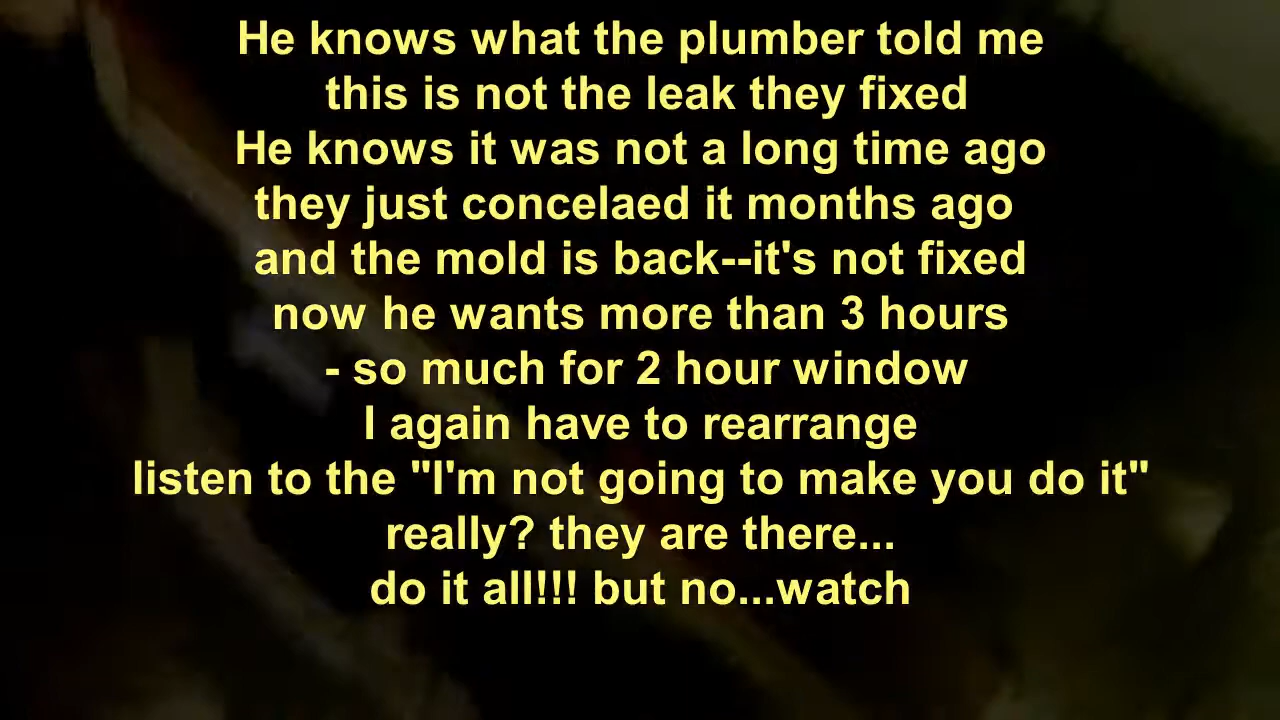 He knows what the plumber told me
this is not the leak they fixed
He knows it was not a long time ago
they just concelaed it months ago
and the mold is back--it's not fixed
now he wants more than 3 hours
- so much for 2 hour window
I again have to rearrange
listen to the "I'm not going to make you do it"
really? they are there...
do it all!!! but no...watch